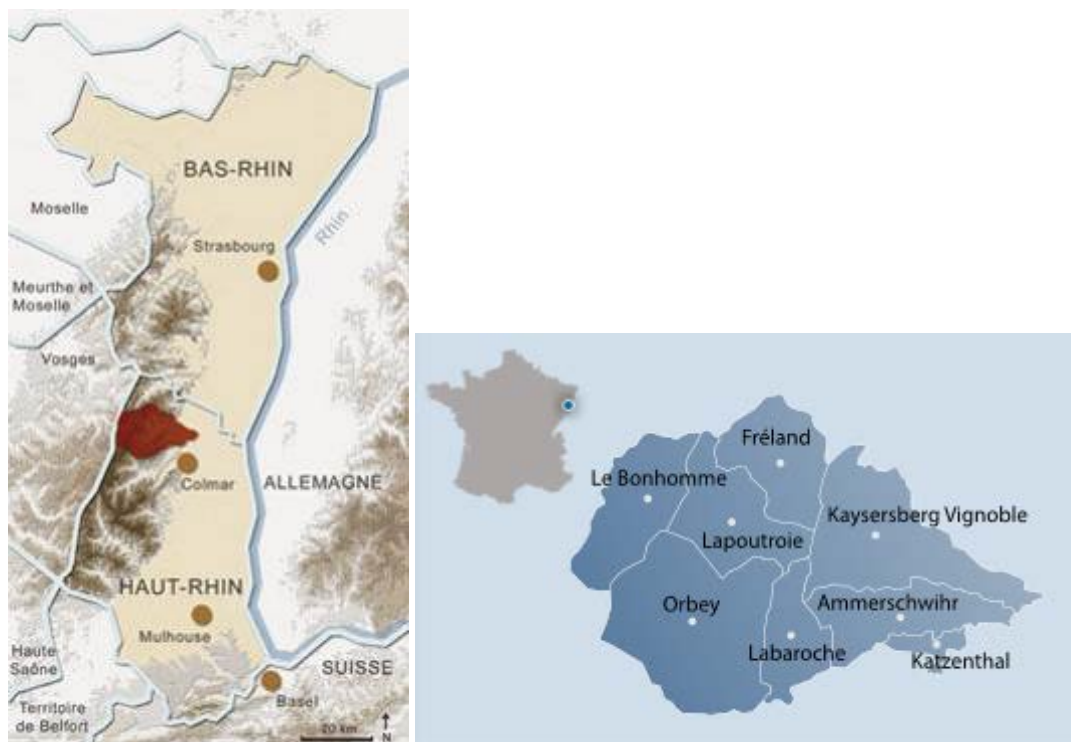 BAS-RHIN
Moselle
Rhin
Strasbourg
Meurthe et
Moselle
Vosges
Colmar
ALLEMAGNE
HAUT-RHIN
Mulhouse
Haute
Saône
SUISSE
Basel
Territoire
de Belfort
20 km
N
Fréland
Le Bonhomme
Kaysersberg Vignoble
Lapoutroie
Orbey
Ammerschwihr
Labaroche
Katzenthal